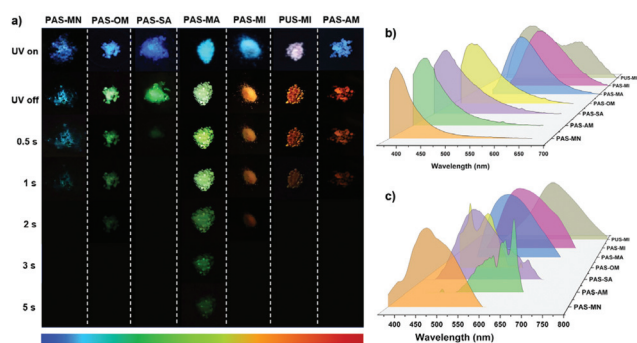 a)
PAS-MN PAS-OM PAS-SA PAS-MA PAS-MI PUS-MI PAS-AM
UV on
UV off
0.5 s
1 s
2 s
3 s
5 s
b)
PUS-MI
PAS-MI
PAS-MA
PAS-OM
PAS-SA
PAS-AM
PAS-MN
400 450 500 550 600 650 700
Wavelength (nm)
c)
PUS-MI
PAS-MI
PAS-MA
PAS-OM
PAS-SA
PAS-AM
PAS-MN
400 450 500 550 600 650 700 750 800
Wavelength (nm)